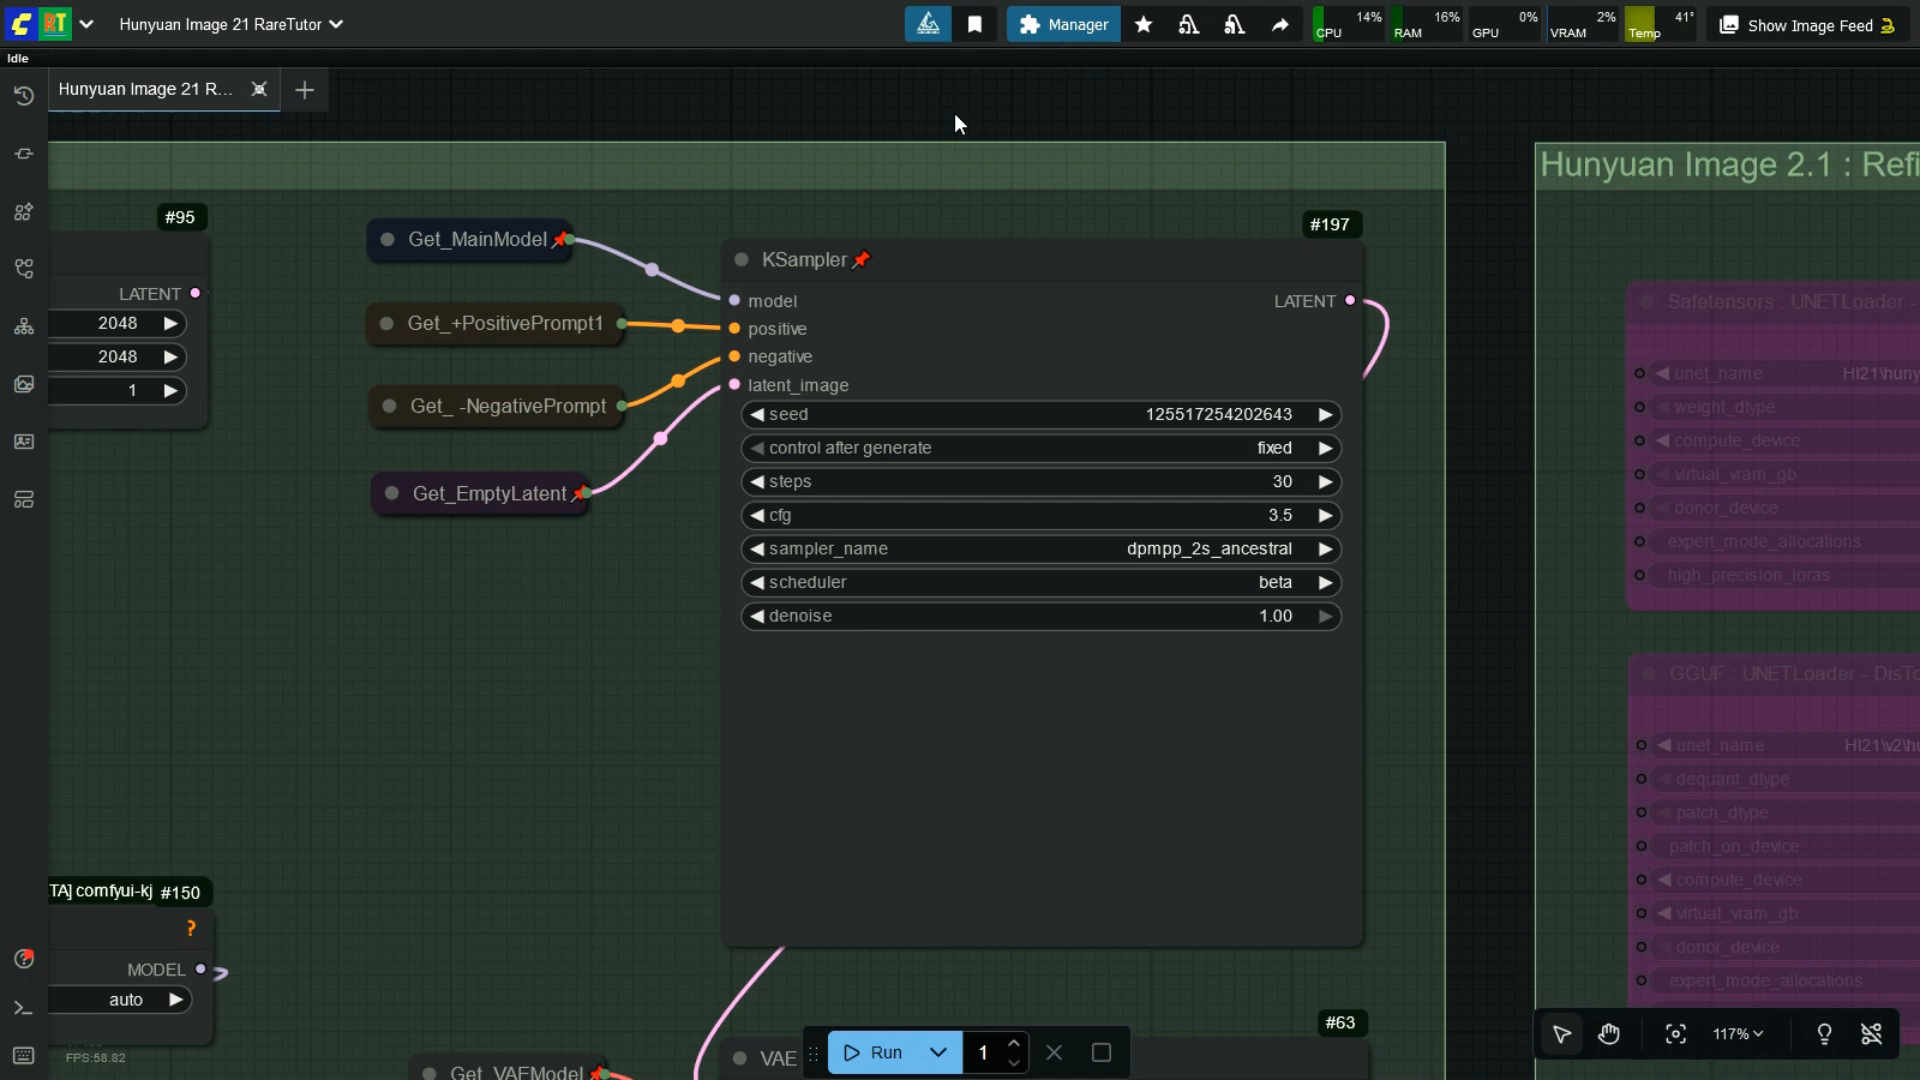 RT
Hunyuan Image 21 RareTutor
Manager
14%
CPU
16%
RAM
0%
GPU
2%
VRAM
41°
Temp
Show Image Feed
Idle
Hunyuan Image 21 R...
Hunyuan Image 2.1 : Refi
#95
LATENT
2048
2048
1
Get_MainModel
Get_+PositivePrompt1
Get_ -NegativePrompt
Get_EmptyLatent
#197
KSampler
model
LATENT
positive
negative
latent_image
seed 125517254202643
control after generate fixed
steps 30
cfg 3.5
sampler_name dpmpp_2s_ancestral
scheduler beta
denoise 1.00
Safetensors : UNETLoader -
unet_name HI21\huny
weight_dtype
compute_device
virtual_vram_gb
donor_device
expert_mode_allocations
high_precision_loras
GGUF : UNETLoader - DisTo
unet_name HI21\v2\hu
dequant_dtype
patch_dtype
patch_on_device
compute_device
virtual_vram_gb
donor_device
expert_mode_allocations
TA] comfyui-kj #150
?
MODEL
auto
FPS:58.82
Get_VAEModel
#63
VAE
Run
1
117%